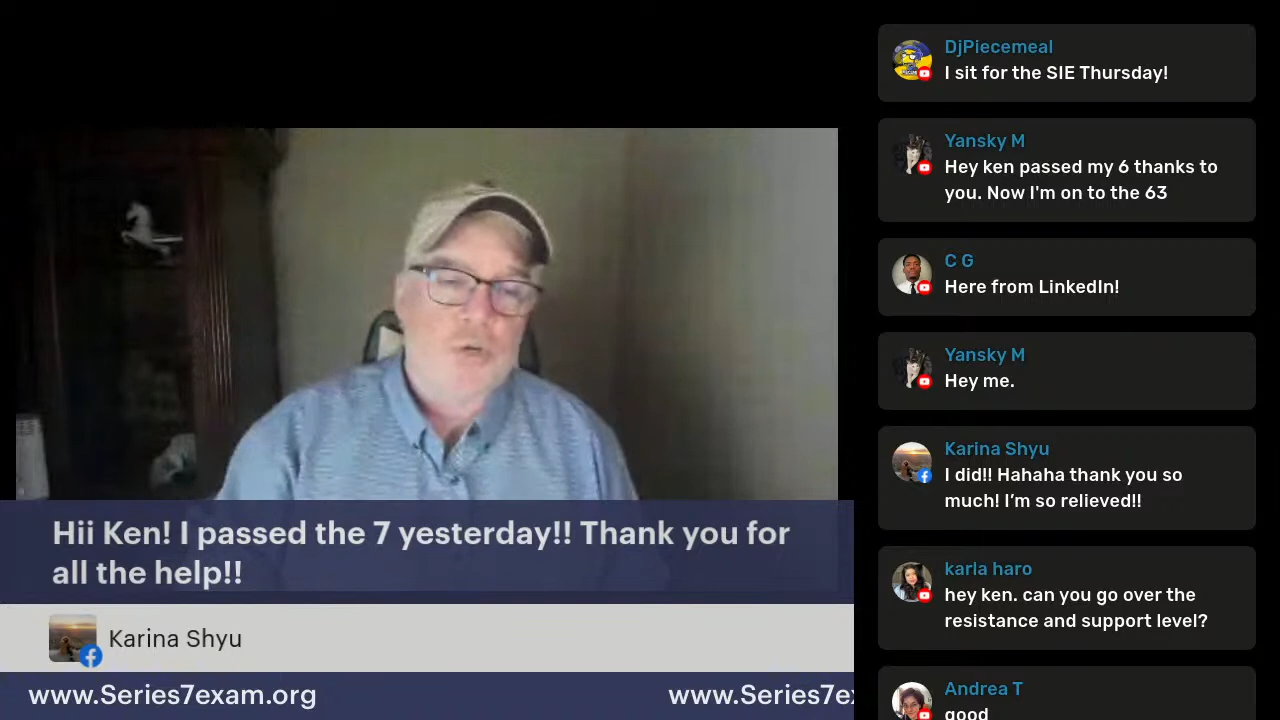 Hii Ken! I passed the 7 yesterday!! Thank you for
all the help!!
Karina Shyu
www.Series7exam.org
www.Series7ex
DjPiecemeal
I sit for the SIE Thursday!
Yansky M
Hey ken passed my 6 thanks to
you. Now I'm on to the 63
C G
Here from LinkedIn!
Yansky M
Hey me.
Karina Shyu
I did!! Hahaha thank you so
much! I’m so relieved!!
karla haro
hey ken. can you go over the
resistance and support level?
Andrea T
good